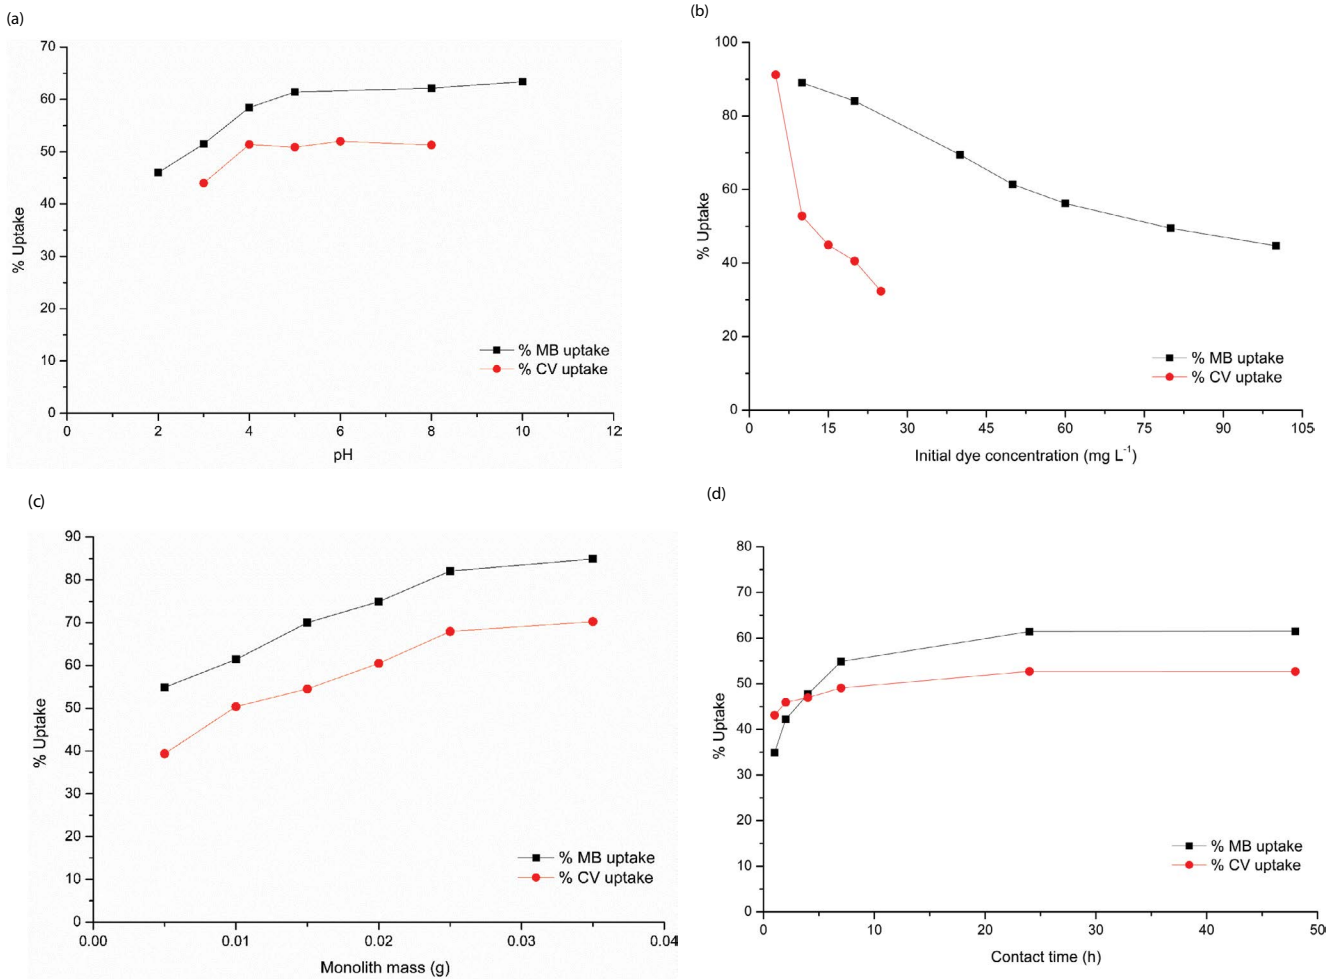 (a)
70
60
50
40
30
20
10
0
% Uptake
0 2 4 6 8 10 12
pH
% MB uptake
% CV uptake
(b)
100
80
60
40
20
0
% Uptake
0 15 30 45 60 75 90 105
Initial dye concentration (mg L⁻¹)
% MB uptake
% CV uptake
(c)
90
80
70
60
50
40
30
20
10
0
% Uptake
0.00 0.01 0.02 0.03 0.04
Monolith mass (g)
% MB uptake
% CV uptake
(d)
80
70
60
50
40
30
20
10
0
% Uptake
0 10 20 30 40 50
Contact time (h)
% MB uptake
% CV uptake